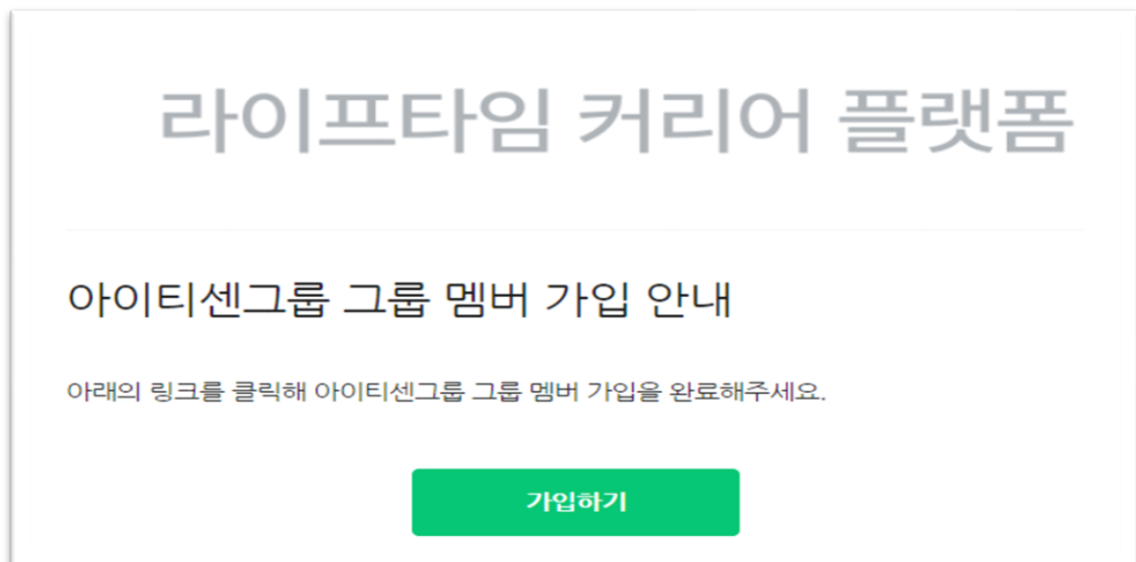 라이프타임 커리어 플랫폼
아이티센그룹 그룹 멤버 가입 안내
아래의 링크를 클릭해 아이티센그룹 그룹 멤버 가입을 완료해주세요.
가입하기